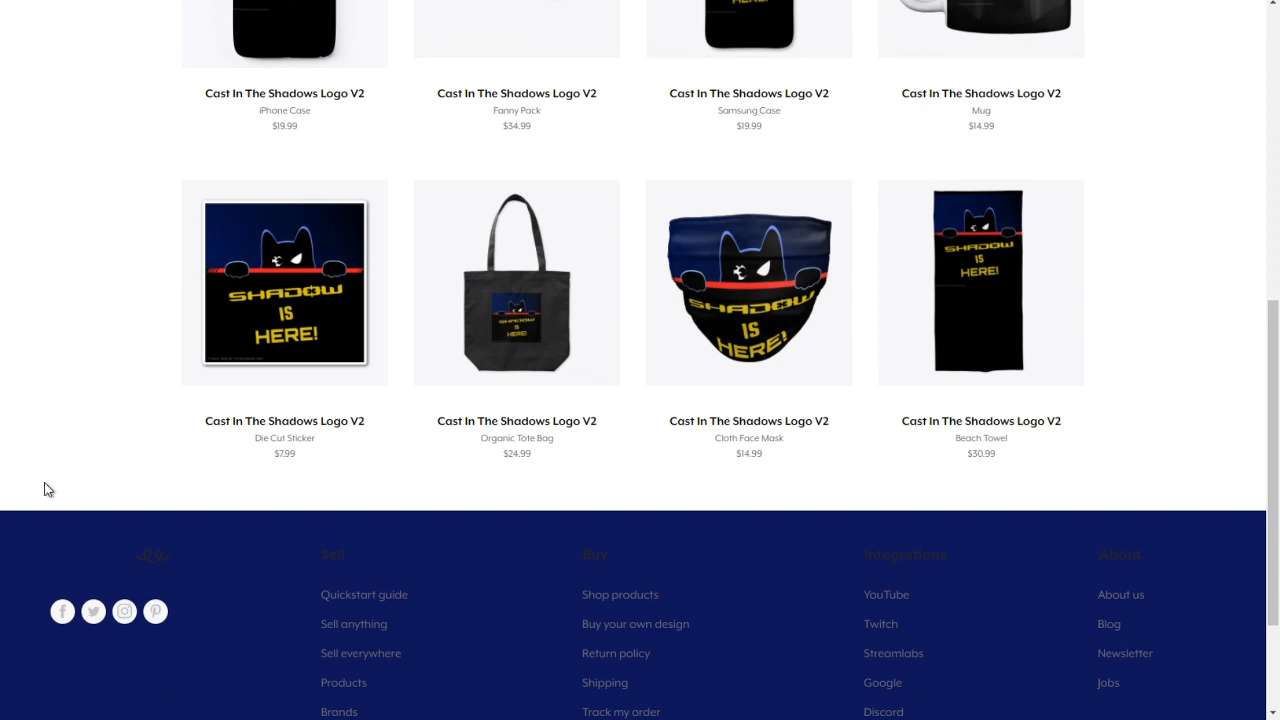 HERE!
Cast In The Shadows Logo V2
iPhone Case
$19.99
Cast In The Shadows Logo V2
Fanny Pack
$34.99
Cast In The Shadows Logo V2
Samsung Case
$19.99
Cast In The Shadows Logo V2
Mug
$14.99
SHADOW
IS
HERE!
SHADOW
IS
HERE!
SHADOW
IS
HERE!
SHADOW
IS
HERE!
Cast In The Shadows Logo V2
Die Cut Sticker
$7.99
Cast In The Shadows Logo V2
Organic Tote Bag
$24.99
Cast In The Shadows Logo V2
Cloth Face Mask
$14.99
Cast In The Shadows Logo V2
Beach Towel
$30.99
Sell
Quickstart guide
Sell anything
Sell everywhere
Products
Brands
Buy
Shop products
Buy your own design
Return policy
Shipping
Track my order
Integrations
YouTube
Twitch
Streamlabs
Google
Discord
About
About us
Blog
Newsletter
Jobs